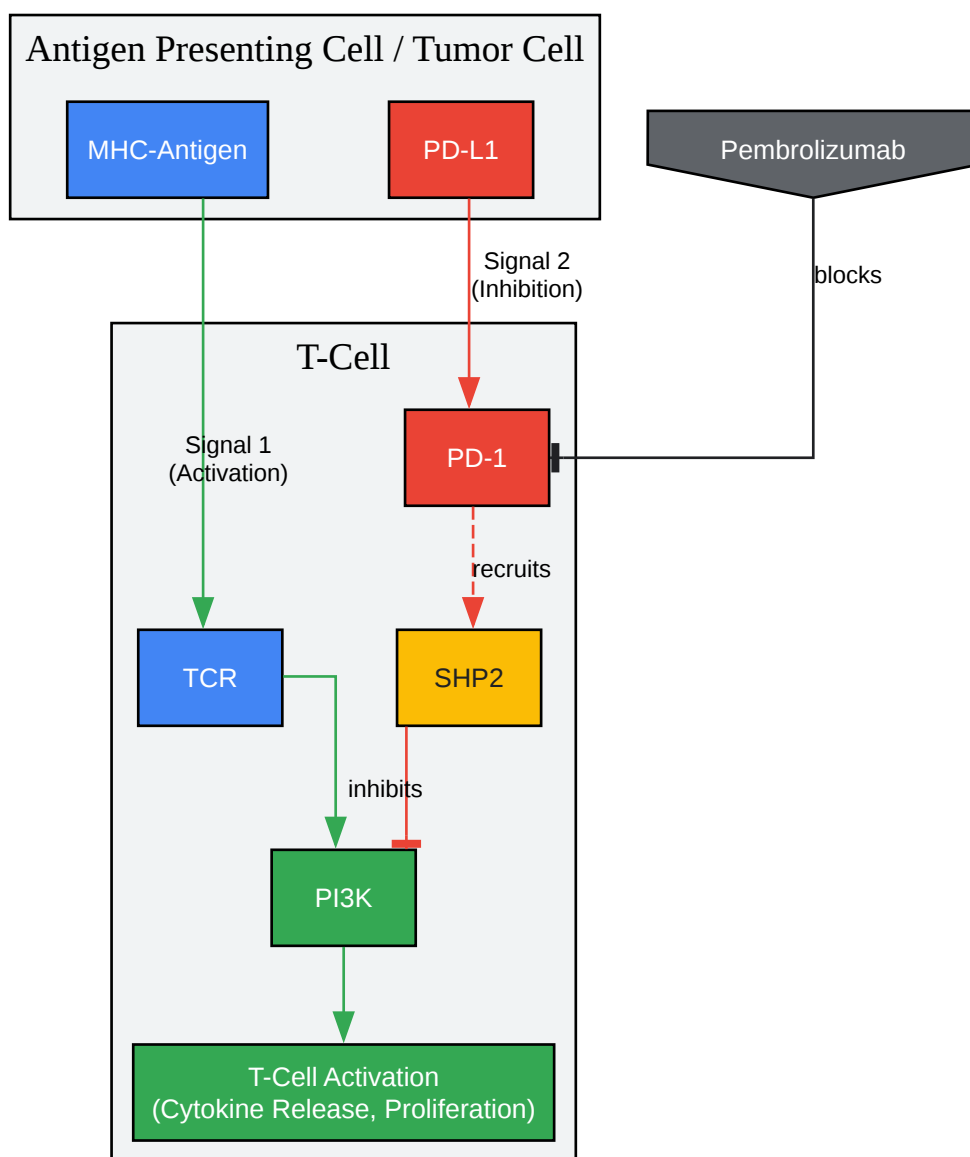 Antigen Presenting Cell / Tumor Cell
MHC-Antigen
PD-L1
Pembrolizumab
Signal 2
(Inhibition)
blocks
T-Cell
Signal 1
(Activation)
PD-1
recruits
TCR
SHP2
inhibits
PI3K
T-Cell Activation
(Cytokine Release, Proliferation)